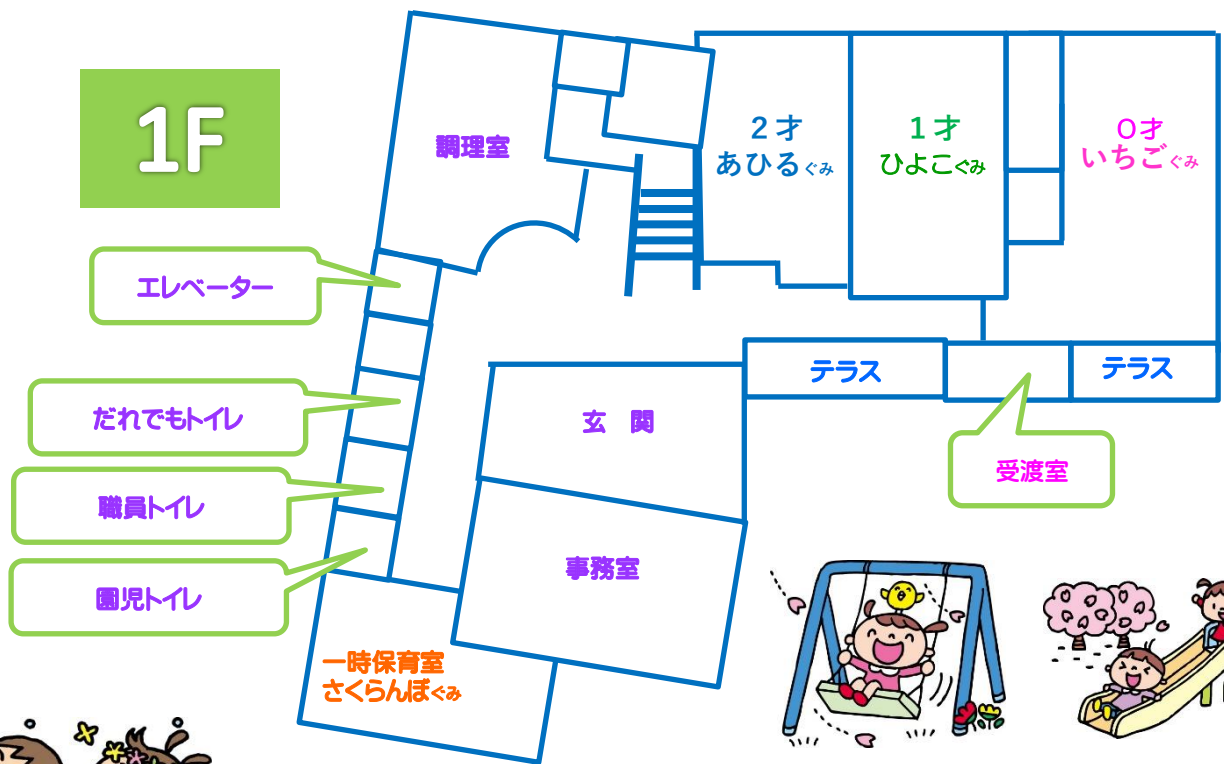 1F
調理室
2才
あひるぐみ
1才
ひよこぐみ
0才
いちごぐみ
エレベーター
テラス
テラス
だれでもトイレ
玄 関
受渡室
職員トイレ
事務室
園児トイレ
一時保育室
さくらんぼぐみ